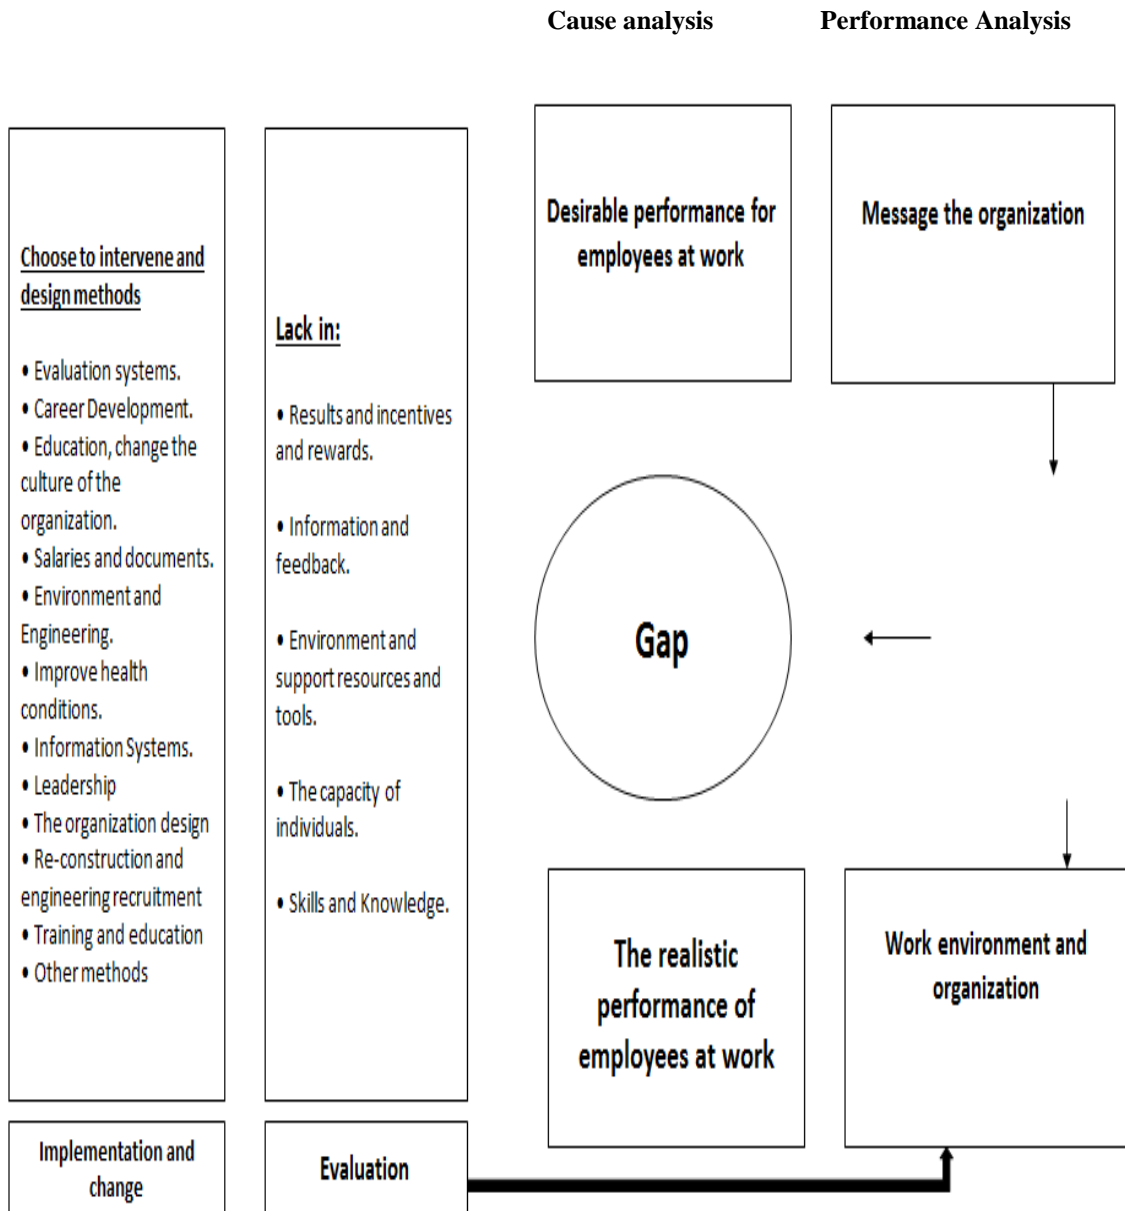 Cause analysis
Performance Analysis
Choose to intervene and
design methods
• Evaluation systems.
• Career Development.
• Education, change the
culture of the
organization.
• Salaries and documents.
• Environment and
Engineering.
• Improve health
conditions.
• Information Systems.
• Leadership
• The organization design
• Re-construction and
engineering recruitment
• Training and education
• Other methods
Lack in:
• Results and incentives
and rewards.
• Information and
feedback.
• Environment and
support resources and
tools.
• The capacity of
individuals.
• Skills and Knowledge.
Desirable performance for
employees at work
Message the organization
Gap
The realistic
performance of
employees at work
Work environment and
organization
Implementation and
change
Evaluation